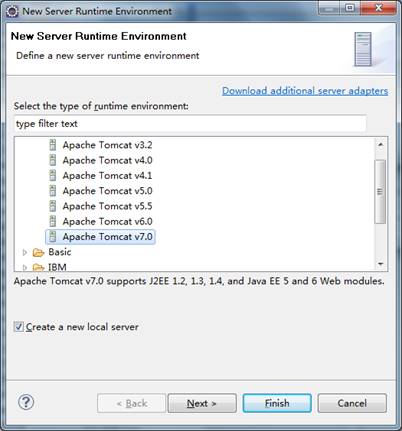 New Server Runtime Environment
New Server Runtime Environment
Define a new server runtime environment
Download additional server adapters
Select the type of runtime environment:
type filter text
Apache Tomcat v3.2
Apache Tomcat v4.0
Apache Tomcat v4.1
Apache Tomcat v5.0
Apache Tomcat v5.5
Apache Tomcat v6.0
Apache Tomcat v7.0
Basic
IBM
Apache Tomcat v7.0 supports J2EE 1.2, 1.3, 1.4, and Java EE 5 and 6 Web modules.
Create a new local server
? < Back Next > Finish Cancel